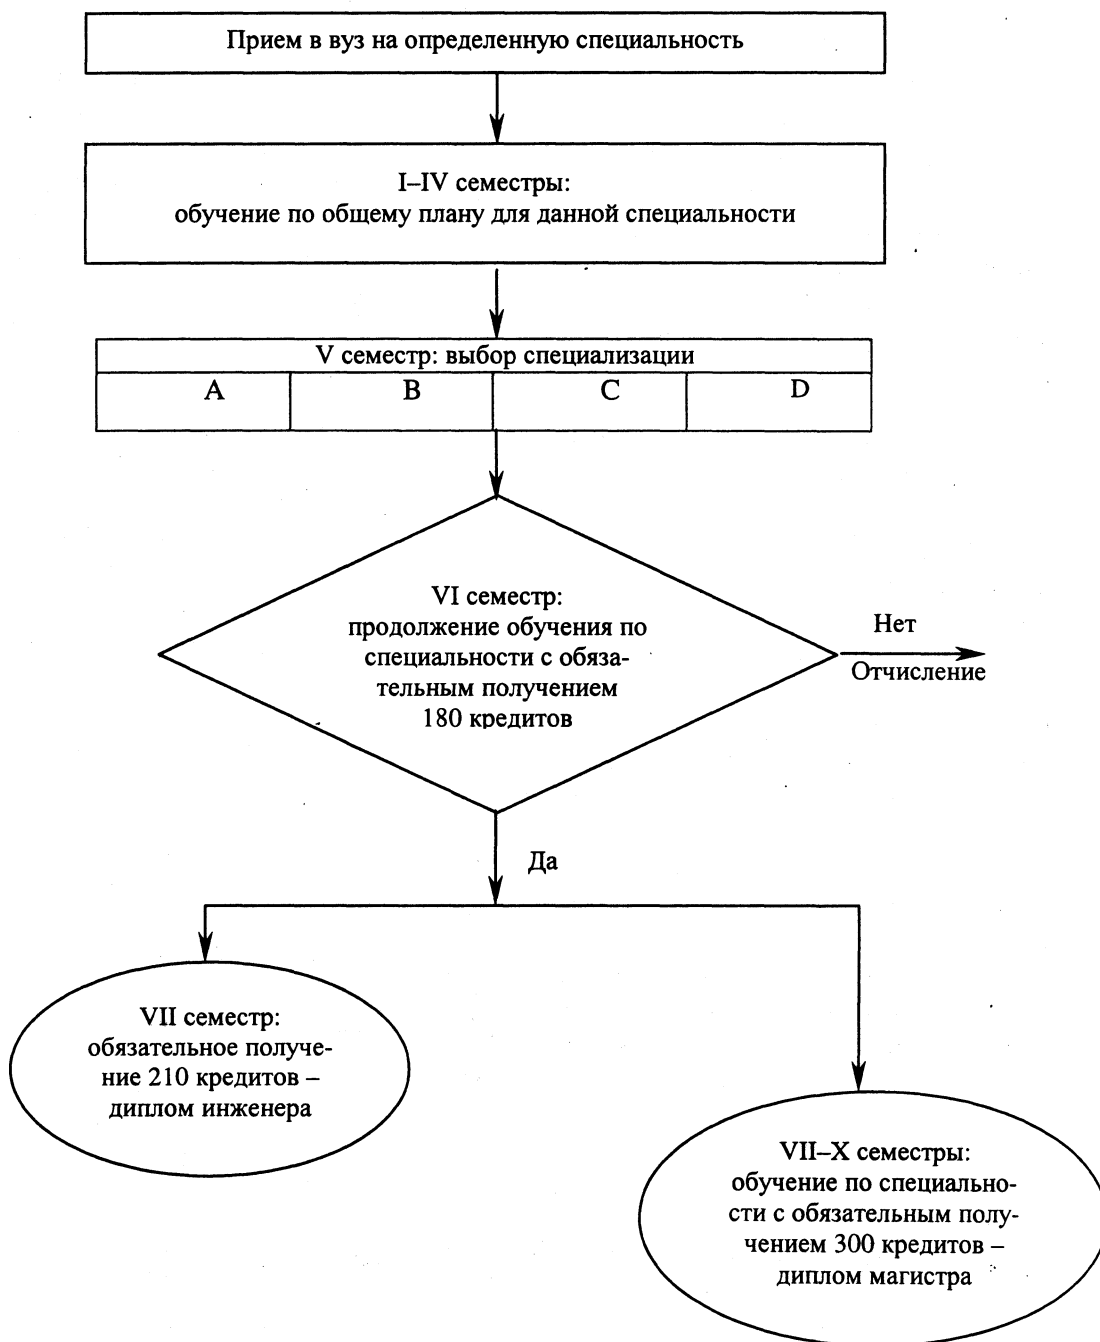 Прием в вуз на определенную специальность
I–IV семестры:
обучение по общему плану для данной специальности
V семестр: выбор специализации
A B C D
VI семестр:
продолжение обучения по
специальности с обяза-
тельным получением
180 кредитов
Нет
Отчисление
Да
VII семестр:
обязательное получе-
ние 210 кредитов –
диплом инженера
VII–X семестры:
обучение по специально-
сти с обязательным полу-
чением 300 кредитов –
диплом магистра